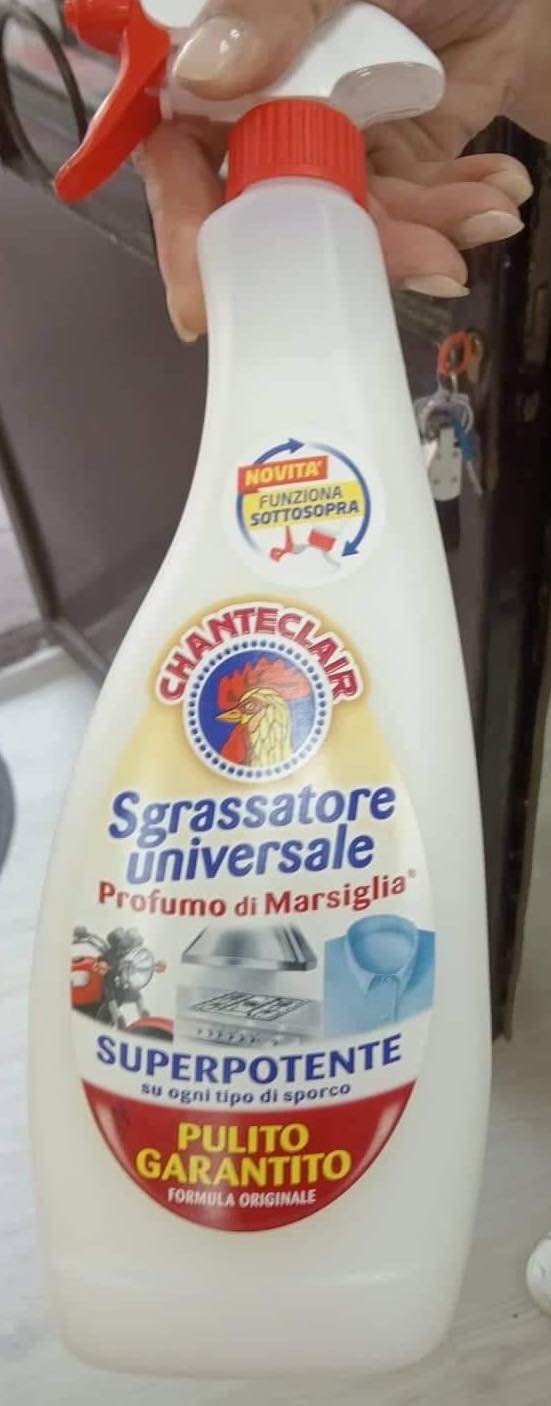 NOVITA'
FUNZIONA
SOTTOSOPRA
CHANTECLAIR
Sgrassatore
universale
Profumo di Marsiglia®
SUPERPOTENTE
su ogni tipo di sporco
PULITO
GARANTITO
FORMULA ORIGINALE